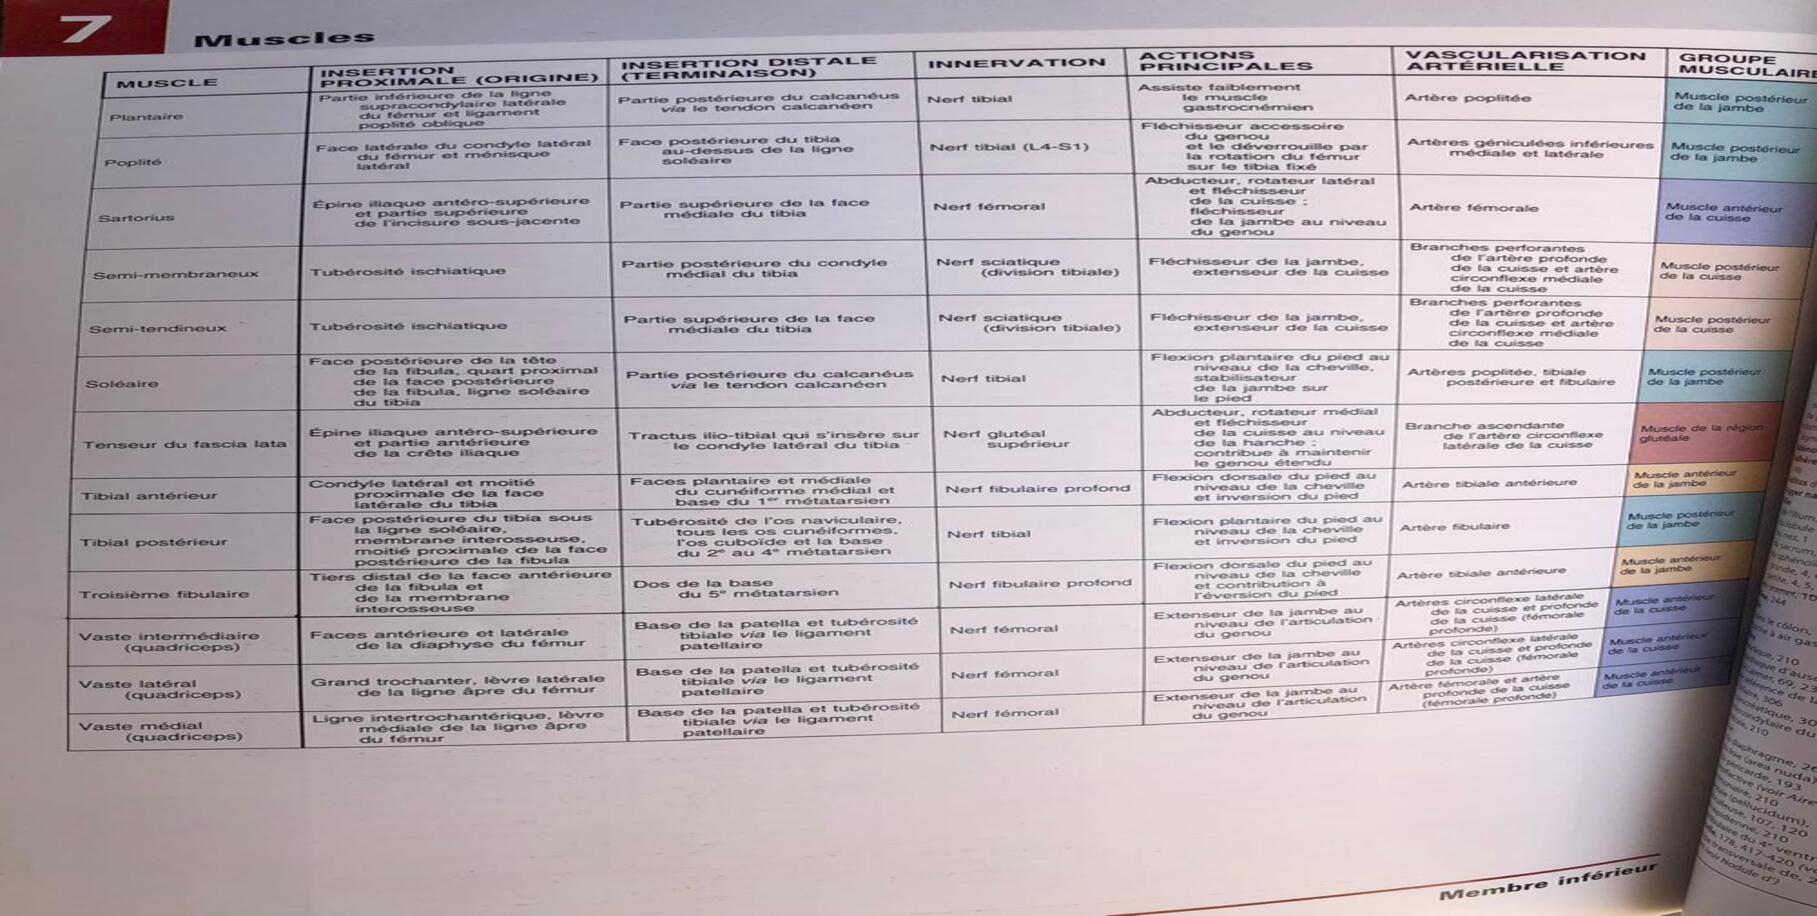 7
Muscles
MUSCLE
INSERTION
PROXIMALE (ORIGINE)
INSERTION DISTALE
(TERMINAISON)
INNERVATION
ACTIONS
PRINCIPALES
VASCULARISATION
ARTÉRIELLE
GROUPE
MUSCULAIRE
Plantaire
Partie inférieure de la ligne
supracondylaire latérale
du fémur et ligament
poplité oblique
Partie postérieure du calcanéus
via le tendon calcanéen
Nerf tibial
Assiste faiblement
le muscle
gastrocnémien
Artère poplitée
Muscle postérieur
de la jambe
Poplité
Face latérale du condyle latéral
du fémur et ménisque
latéral
Face postérieure du tibia
au-dessus de la ligne
soléaire
Nerf tibial (L4-S1)
Fléchisseur accessoire
du genou
et le déverrouille par
la rotation du fémur
sur le tibia fixé
Artères géniculées inférieures
médiale et latérale
Muscle postérieur
de la jambe
Sartorius
Épine iliaque antéro-supérieure
et partie supérieure
de l'incisure sous-jacente
Partie supérieure de la face
médiale du tibia
Nerf fémoral
Abducteur, rotateur latéral
et fléchisseur
de la cuisse ;
fléchisseur
de la jambe au niveau
du genou
Artère fémorale
Muscle antérieur
de la cuisse
Semi-membraneux
Tubérosité ischiatique
Partie postérieure du condyle
médial du tibia
Nerf sciatique
(division tibiale)
Fléchisseur de la jambe,
extenseur de la cuisse
Branches perforantes
de l'artère profonde
de la cuisse et artère
circonflexe médiale
de la cuisse
Muscle postérieur
de la cuisse
Semi-tendineux
Tubérosité ischiatique
Partie supérieure de la face
médiale du tibia
Nerf sciatique
(division tibiale)
Fléchisseur de la jambe,
extenseur de la cuisse
Branches perforantes
de l'artère profonde
de la cuisse et artère
circonflexe médiale
de la cuisse
Muscle postérieur
de la cuisse
Soléaire
Face postérieure de la tête
de la fibula, quart proximal
de la face postérieure
de la fibula, ligne soléaire
du tibia
Partie postérieure du calcanéus
via le tendon calcanéen
Nerf tibial
Flexion plantaire du pied au
niveau de la cheville,
stabilisateur
de la jambe sur
le pied
Artères poplitée, tibiale
postérieure et fibulaire
Muscle postérieur
de la jambe
Tenseur du fascia lata
Épine iliaque antéro-supérieure
et partie antérieure
de la crête iliaque
Tractus ilio-tibial qui s'insère sur
le condyle latéral du tibia
Nerf glutéal
supérieur
Abducteur, rotateur médial
et fléchisseur
de la cuisse au niveau
de la hanche ;
contribue à maintenir
le genou étendu
Branche ascendante
de l'artère circonflexe
latérale de la cuisse
Muscle de la région
glutéale
Tibial antérieur
Condyle latéral et moitié
proximale de la face
latérale du tibia
Faces plantaire et médiale
du cunéiforme médial et
base du 1er métatarsien
Nerf fibulaire profond
Flexion dorsale du pied au
niveau de la cheville
et inversion du pied
Artère tibiale antérieure
Muscle antérieur
de la jambe
Tibial postérieur
Face postérieure du tibia sous
la ligne soléaire,
membrane interosseuse,
moitié proximale de la face
postérieure de la fibula
Tubérosité de l'os naviculaire,
tous les os cunéiformes,
l'os cuboïde et la base
du 2e au 4e métatarsien
Nerf tibial
Flexion plantaire du pied au
niveau de la cheville
et inversion du pied
Artère fibulaire
Muscle postérieur
de la jambe
Troisième fibulaire
Tiers distal de la face antérieure
de la fibula et
de la membrane
interosseuse
Dos de la base
du 5e métatarsien
Nerf fibulaire profond
Flexion dorsale du pied au
niveau de la cheville
et contribution à
l'éversion du pied
Artère tibiale antérieure
Muscle antérieur
de la jambe
Vaste intermédiaire
(quadriceps)
Faces antérieure et latérale
de la diaphyse du fémur
Base de la patella et tubérosité
tibiale via le ligament
patellaire
Nerf fémoral
Extenseur de la jambe au
niveau de l'articulation
du genou
Artères circonflexe latérale
de la cuisse et profonde
de la cuisse (fémorale
profonde)
Muscle antérieur
de la cuisse
Vaste latéral
(quadriceps)
Grand trochanter, lèvre latérale
de la ligne âpre du fémur
Base de la patella et tubérosité
tibiale via le ligament
patellaire
Nerf fémoral
Extenseur de la jambe au
niveau de l'articulation
du genou
Artères circonflexe latérale
de la cuisse et profonde
de la cuisse (fémorale
profonde)
Muscle antérieur
de la cuisse
Vaste médial
(quadriceps)
Ligne intertrochantérique, lèvre
médiale de la ligne âpre
du fémur
Base de la patella et tubérosité
tibiale via le ligament
patellaire
Nerf fémoral
Extenseur de la jambe au
niveau de l'articulation
du genou
Artère fémorale et artère
profonde de la cuisse
(fémorale profonde)
Muscle antérieur
de la cuisse
Membre inférieur